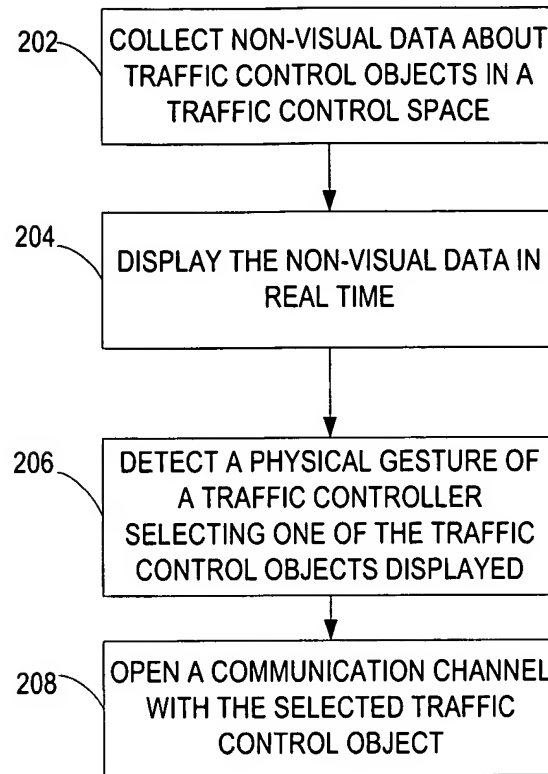 202
COLLECT NON-VISUAL DATA ABOUT
TRAFFIC CONTROL OBJECTS IN A
TRAFFIC CONTROL SPACE
204
DISPLAY THE NON-VISUAL DATA IN
REAL TIME
206
DETECT A PHYSICAL GESTURE OF
A TRAFFIC CONTROLLER
SELECTING ONE OF THE TRAFFIC
CONTROL OBJECTS DISPLAYED
208
OPEN A COMMUNICATION CHANNEL
WITH THE SELECTED TRAFFIC
CONTROL OBJECT